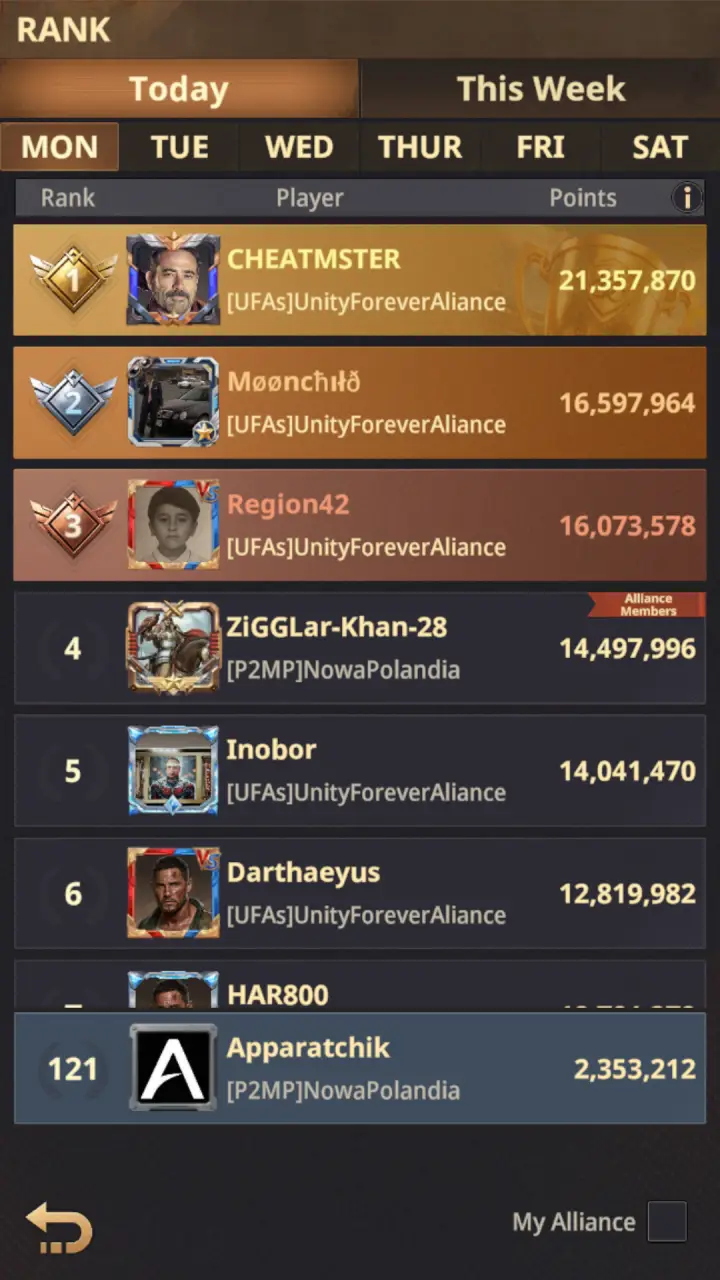 RANK
Today
This Week
MON
TUE
WED
THUR
FRI
SAT
Rank
Player
Points
1
CHEATMSTER
[UFAs]UnityForeverAliance
21,357,870
2
Møøncħıłð
[UFAs]UnityForeverAliance
16,597,964
3
Region42
[UFAs]UnityForeverAliance
16,073,578
Alliance
Members
4
ZiGGLar-Khan-28
[P2MP]NowaPolandia
14,497,996
5
Inobor
[UFAs]UnityForeverAliance
14,041,470
6
Darthaeyus
[UFAs]UnityForeverAliance
12,819,982
HAR800
121
Apparatchik
[P2MP]NowaPolandia
2,353,212
My Alliance